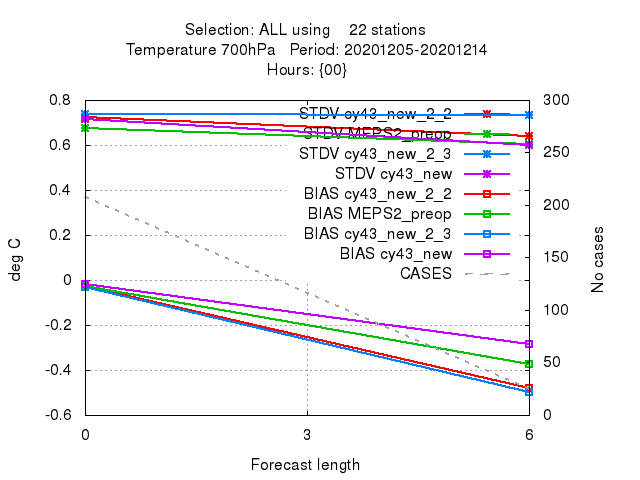 Selection: ALL using 22 stations
Temperature 700hPa Period: 20201205-20201214
Hours: {00}
0.8
0.6
0.4
0.2
0
-0.2
-0.4
-0.6
deg C
300
250
200
150
100
50
0
No cases
STDV cy43_new_2_2
STDV MEPS2_preop
STDV cy43_new_2_3
STDV cy43_new
BIAS cy43_new_2_2
BIAS MEPS2_preop
BIAS cy43_new_2_3
BIAS cy43_new
CASES
0 3 6
Forecast length